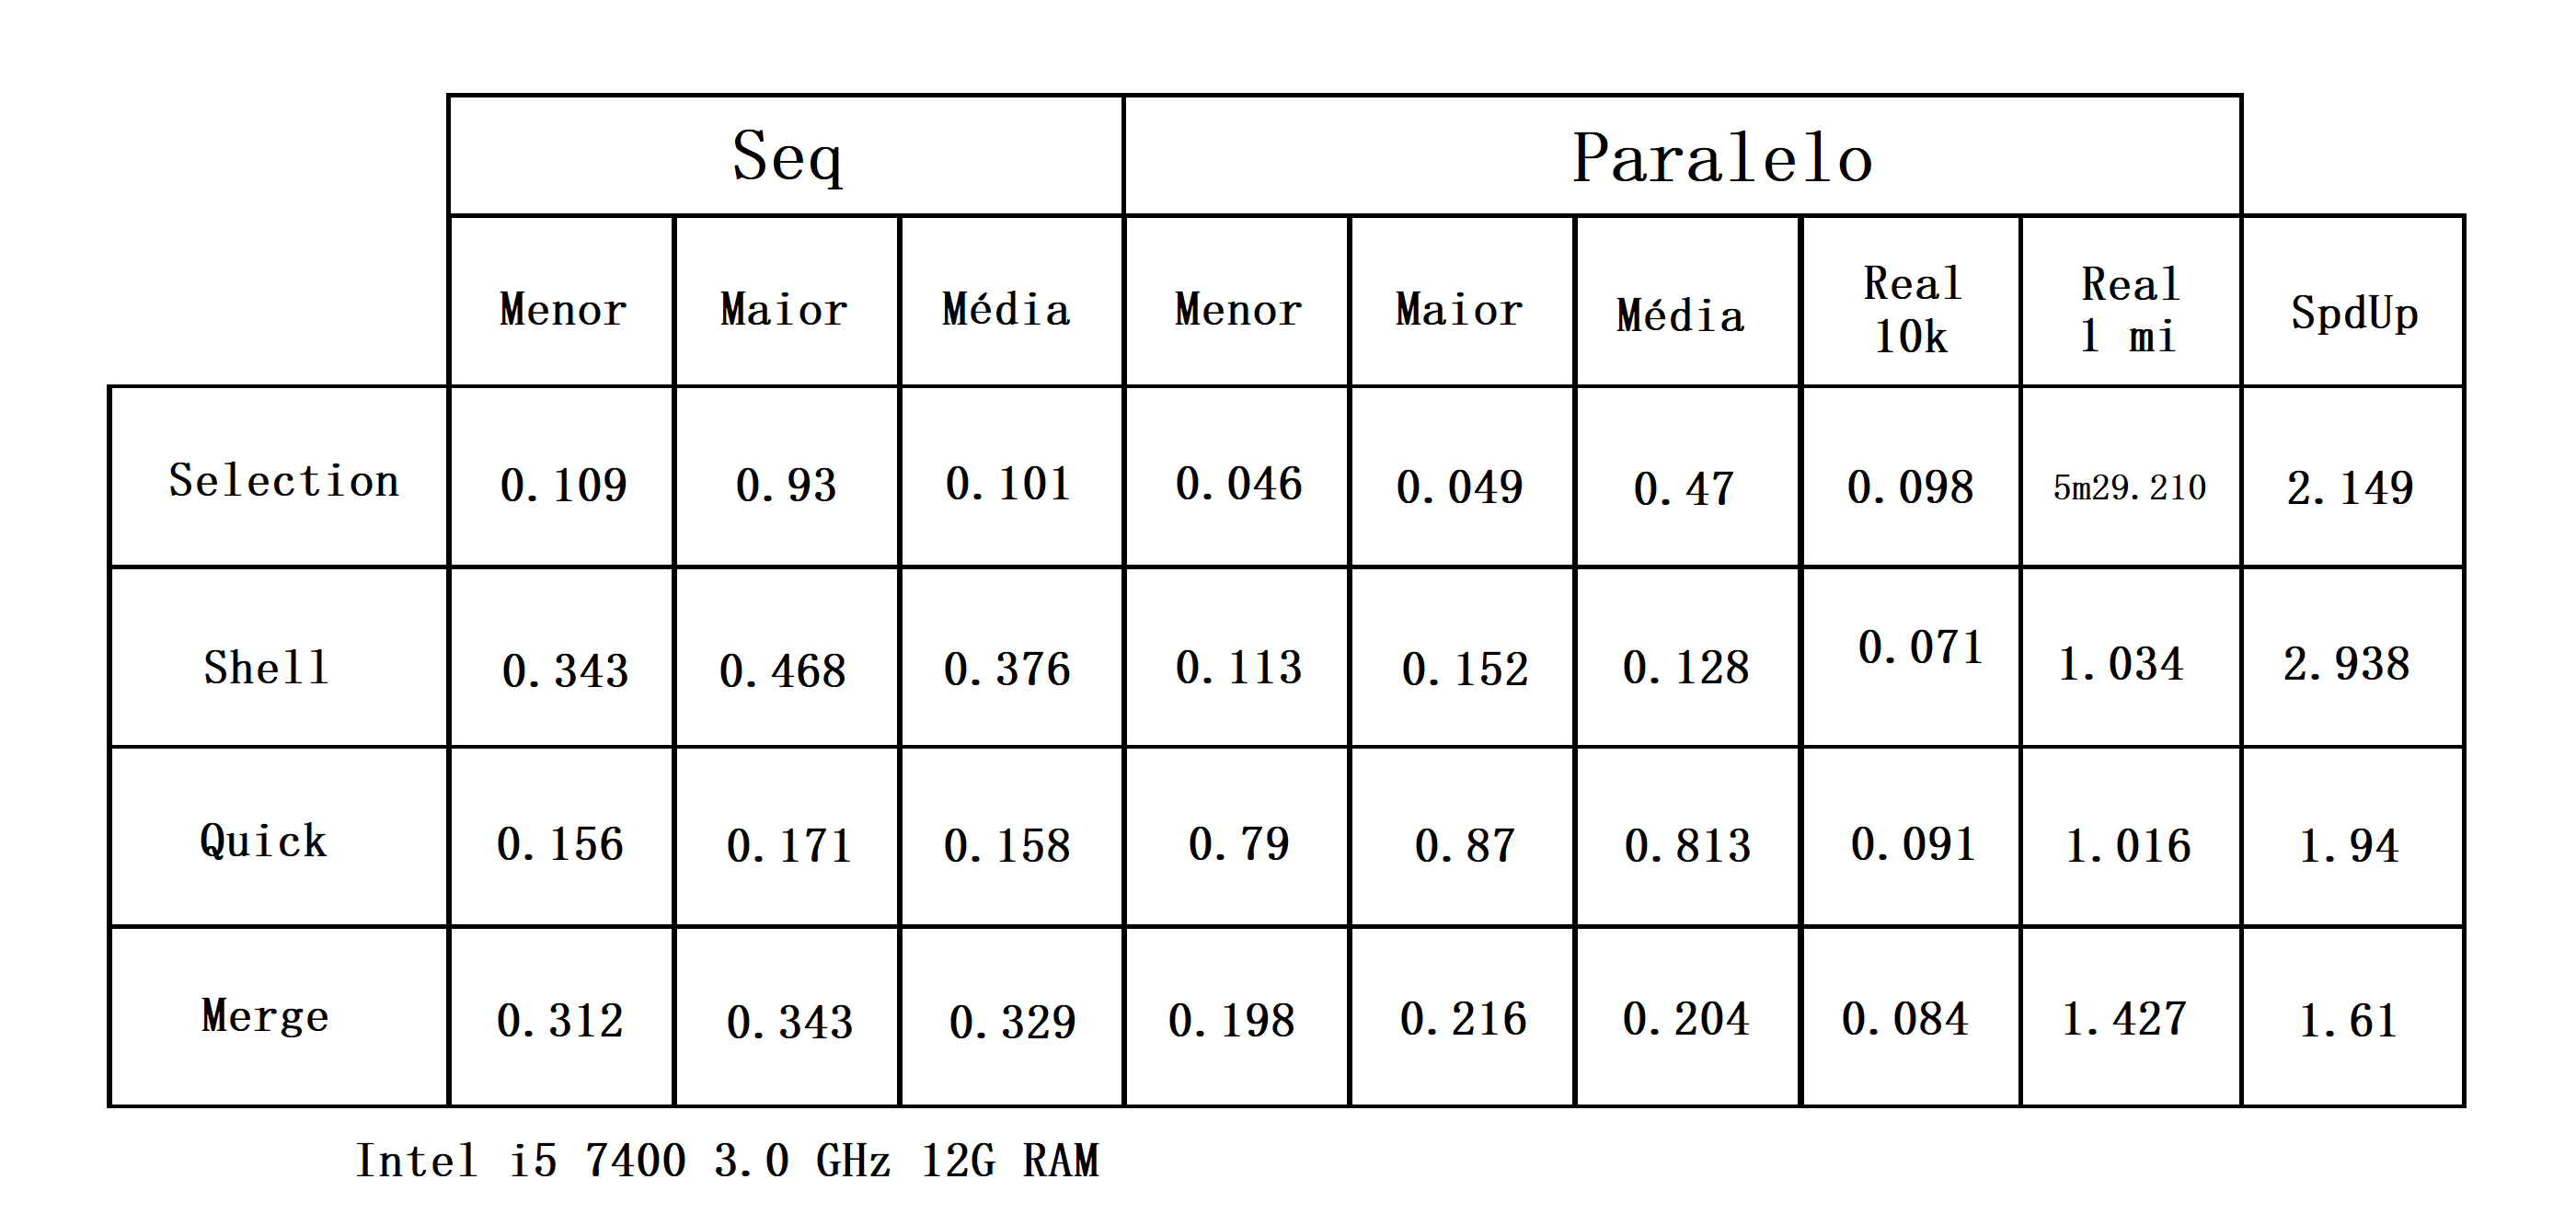 Seq Paralelo
Menor Maior Média Menor Maior Média Real 10k Real 1 mi SpdUp
Selection 0.109 0.93 0.101 0.046 0.049 0.47 0.098 5m29.210 2.149
Shell 0.343 0.468 0.376 0.113 0.152 0.128 0.071 1.034 2.938
Quick 0.156 0.171 0.158 0.79 0.87 0.813 0.091 1.016 1.94
Merge 0.312 0.343 0.329 0.198 0.216 0.204 0.084 1.427 1.61
Intel i5 7400 3.0 GHz 12G RAM